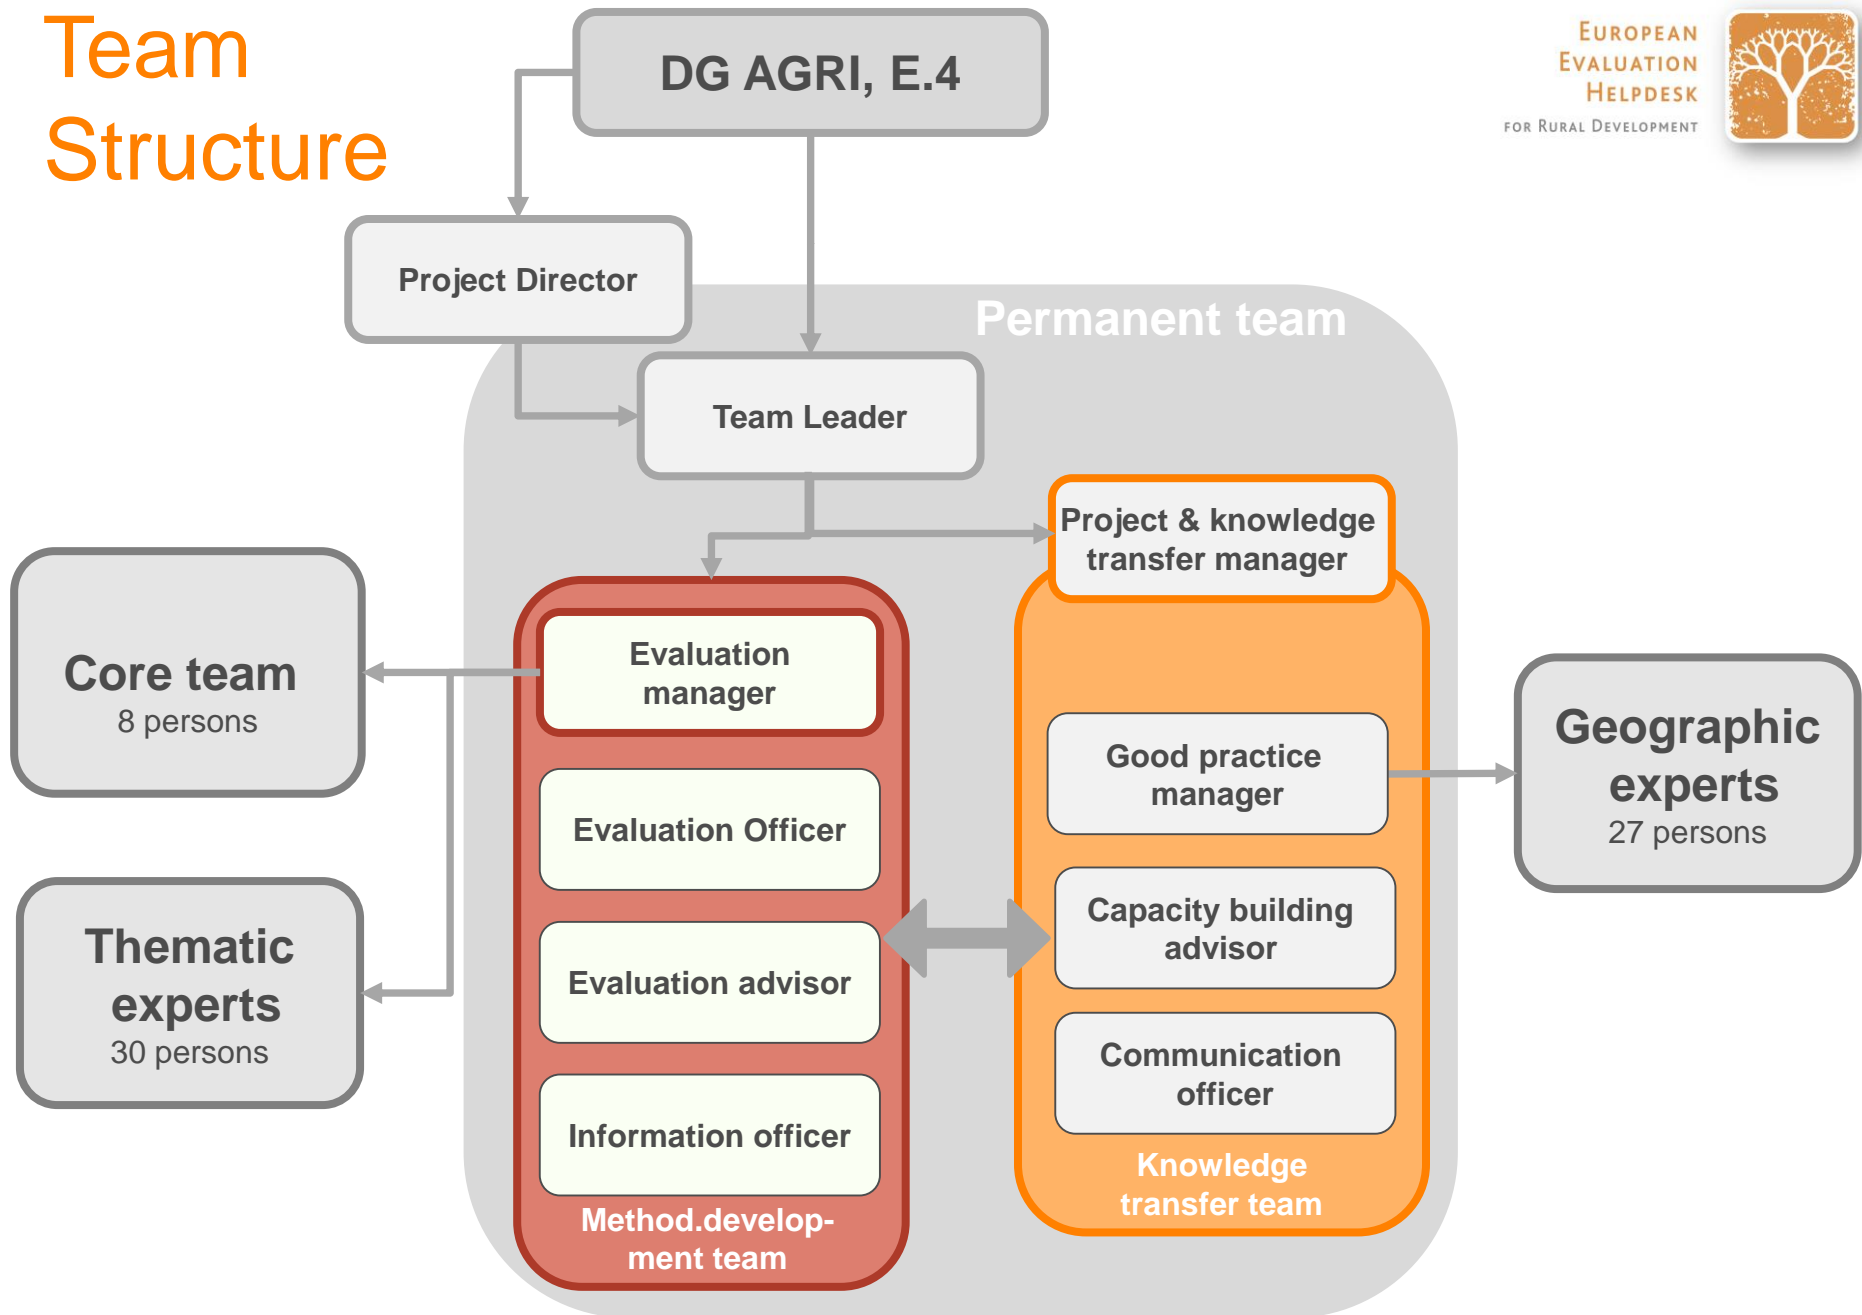 Team
Structure
DG AGRI, E.4
EUROPEAN
EVALUATION
HELPDESK
FOR RURAL DEVELOPMENT
Project Director
Permanent team
Team Leader
Project & knowledge
transfer manager
Core team
8 persons
Thematic
experts
30 persons
Evaluation
manager
Evaluation Officer
Evaluation advisor
Information officer
Method.develop-
ment team
Good practice
manager
Capacity building
advisor
Communication
officer
Knowledge
transfer team
Geographic
experts
27 persons